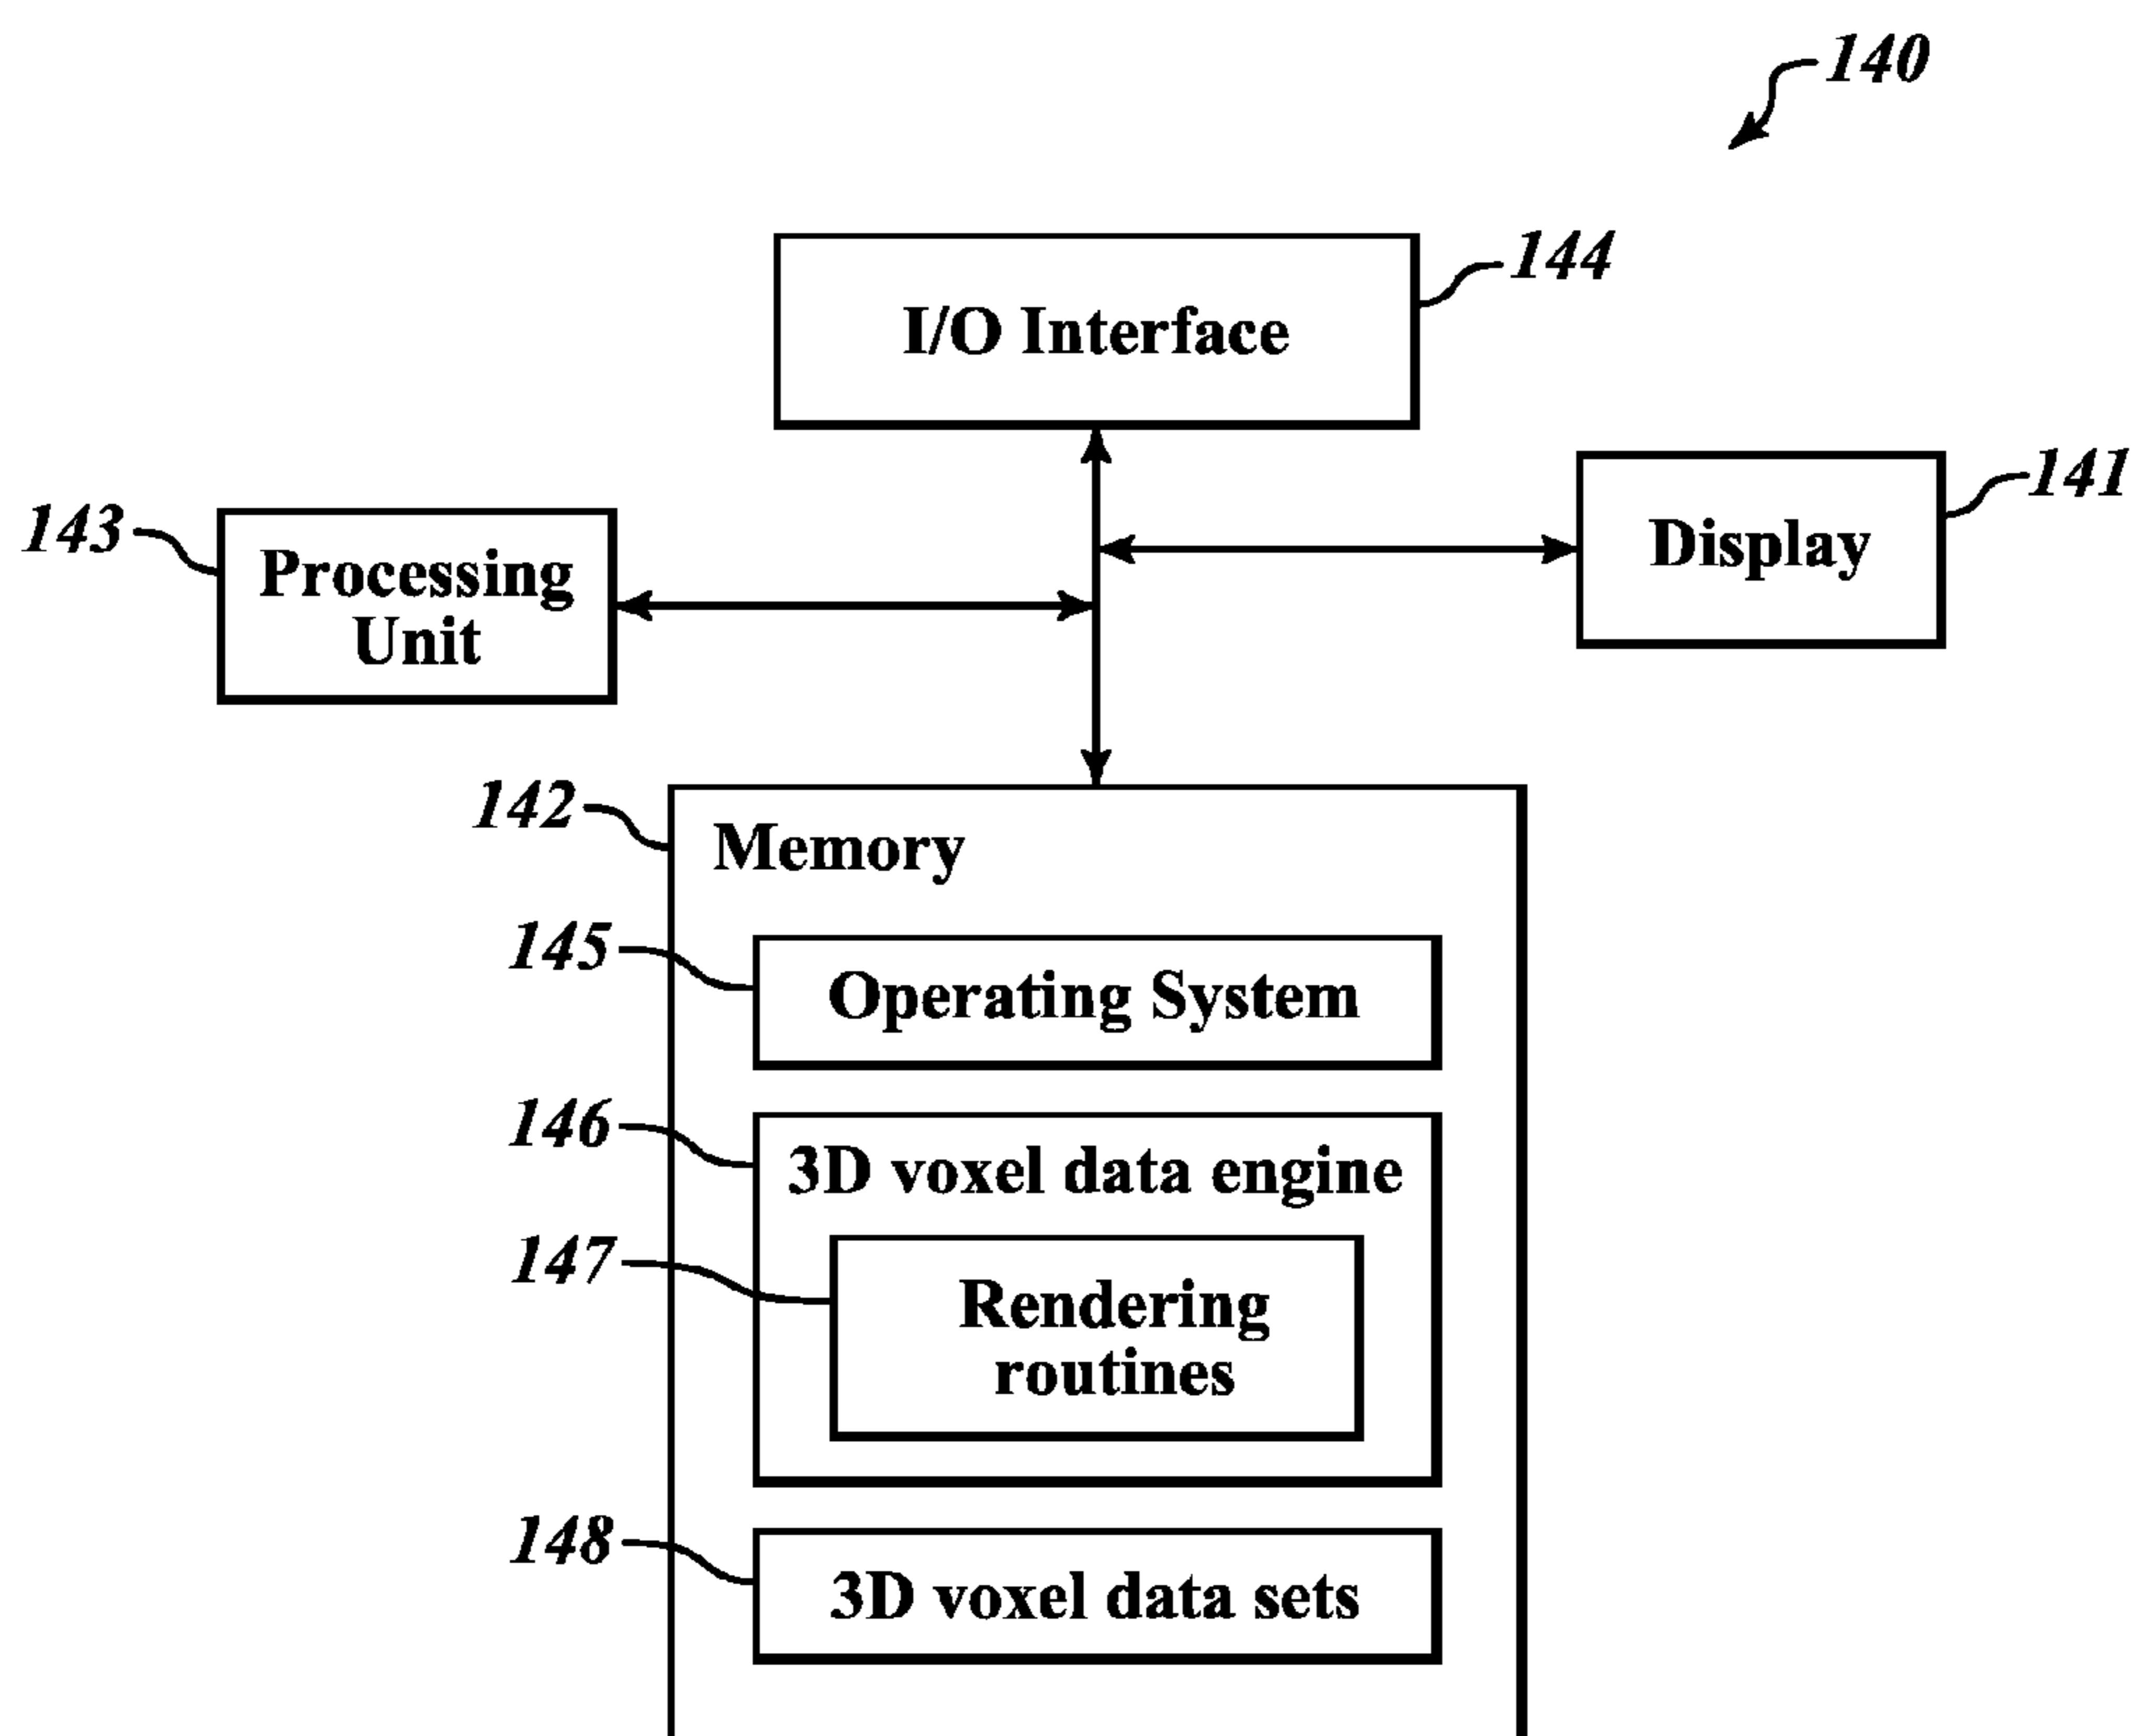 140
144
I/O Interface
141
Display
143
Processing
Unit
142
Memory
145
Operating System
146
3D voxel data engine
147
Rendering
routines
148
3D voxel data sets